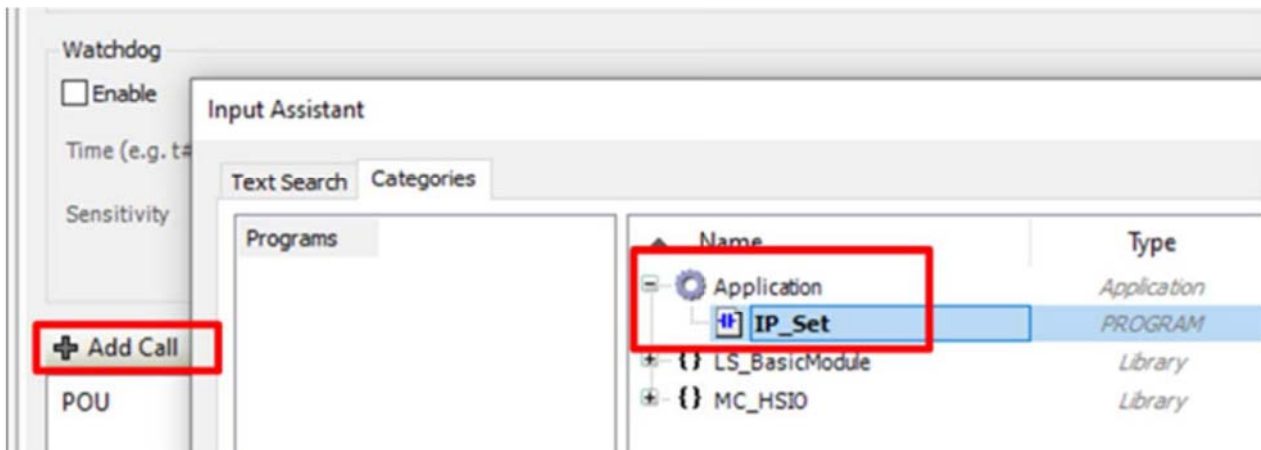 Watchdog
Enable
Input Assistant
Time (e.g. t#
Text Search Categories
Sensitivity
Programs
Name Type
Application Application
IP_Set PROGRAM
Add Call
{} LS_BasicModule Library
POU
{} MC_HSIO Library